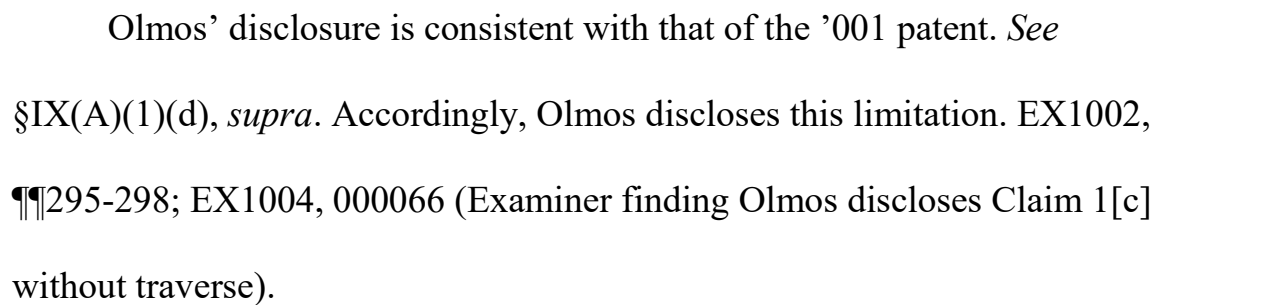 Olmos’ disclosure is consistent with that of the ’001 patent. See
§IX(A)(1)(d), supra. Accordingly, Olmos discloses this limitation. EX1002,
¶¶295-298; EX1004, 000066 (Examiner finding Olmos discloses Claim 1[c]
without traverse).